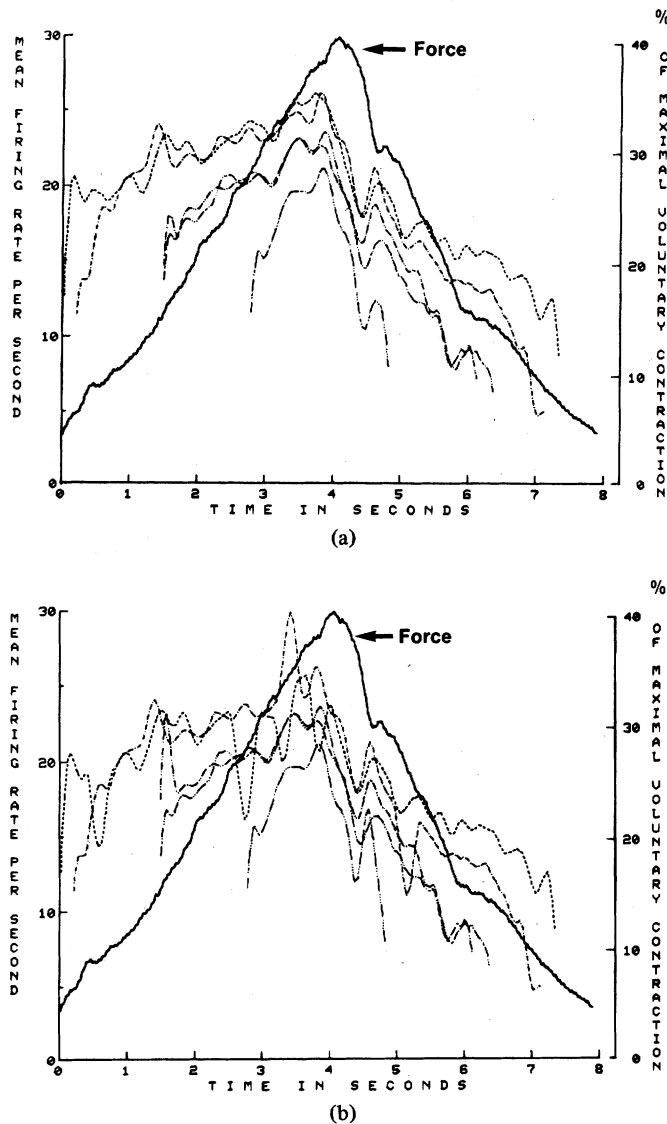 %
30
40
MEAN FIRING RATE PER SECOND
Force
% OF MAXIMAL VOLUNTARY CONTRACTION
30
20
20
10
10
0
0
0 1 2 3 4 5 6 7 8
TIME IN SECONDS
(a)
%
30
40
MEAN FIRING RATE PER SECOND
Force
OF MAXIMAL VOLUNTARY CONTRACTION
30
20
20
10
10
0
0
0 1 2 3 4 5 6 7 8
TIME IN SECONDS
(b)